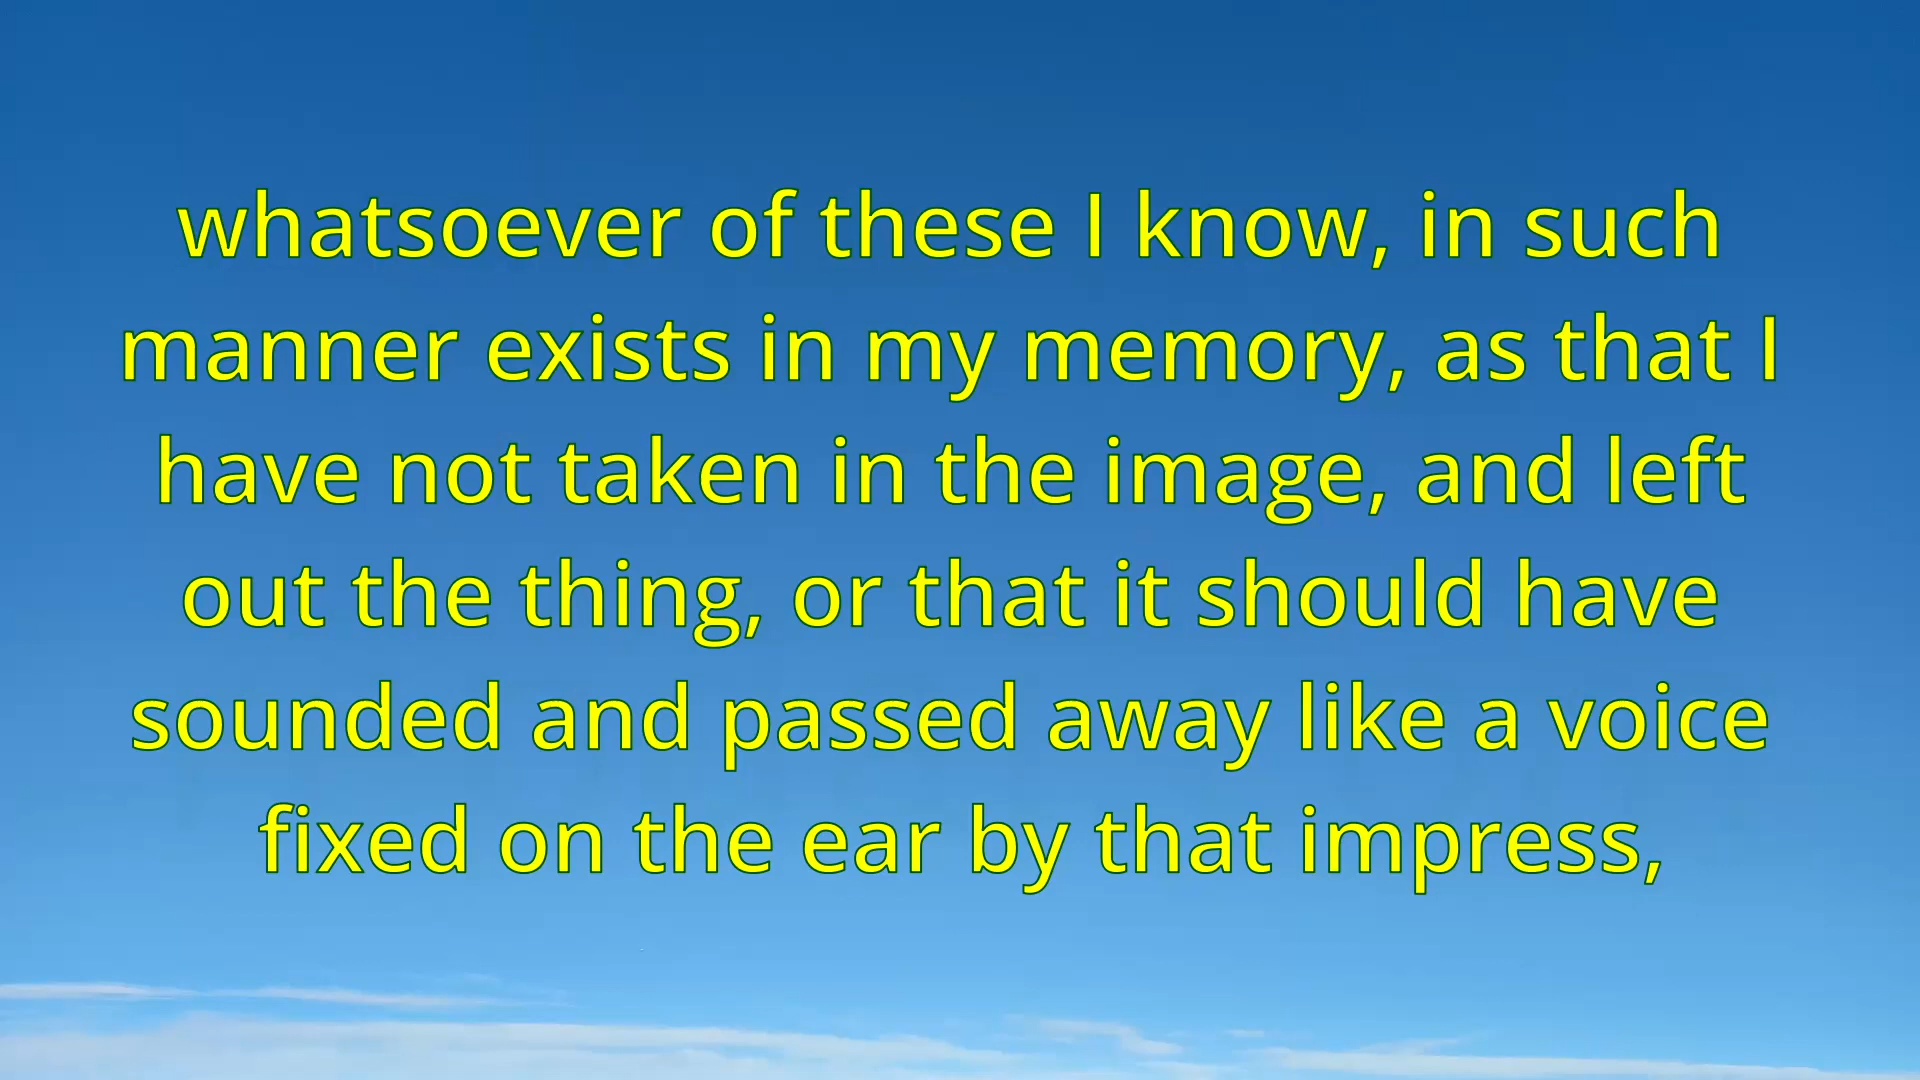 whatsoever of these I know, in such
manner exists in my memory, as that I
have not taken in the image, and left
out the thing, or that it should have
sounded and passed away like a voice
fixed on the ear by that impress,